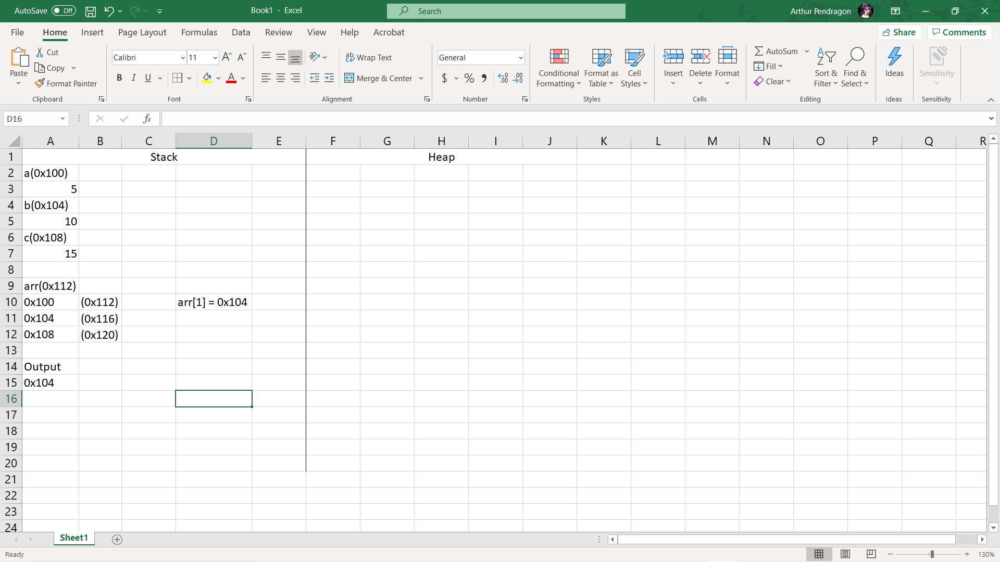 AutoSave Off Book1 - Excel Search Arthur Pendragon
File Home Insert Page Layout Formulas Data Review View Help Acrobat Share Comments
Cut
Copy
Format Painter
Paste
Clipboard
Calibri 11
B I U A
Font
Wrap Text
Merge & Center
Alignment
General
$ % 9
Number
Conditional Formatting
Format as Table
Cell Styles
Styles
Insert Delete Format
Cells
AutoSum
Fill
Clear
Sort & Filter
Find & Select
Editing
Ideas
Ideas
Sensitivity
Sensitivity
D16 fx
A B C D E F G H I J K L M N O P Q R
1 Stack Heap
2 a(0x100)
3 5
4 b(0x104)
5 10
6 c(0x108)
7 15
8
9 arr(0x112)
10 0x100 (0x112) arr[1] = 0x104
11 0x104 (0x116)
12 0x108 (0x120)
13
14 Output
15 0x104
16
17
18
19
20
21
22
23
24
Sheet1
Ready 130%